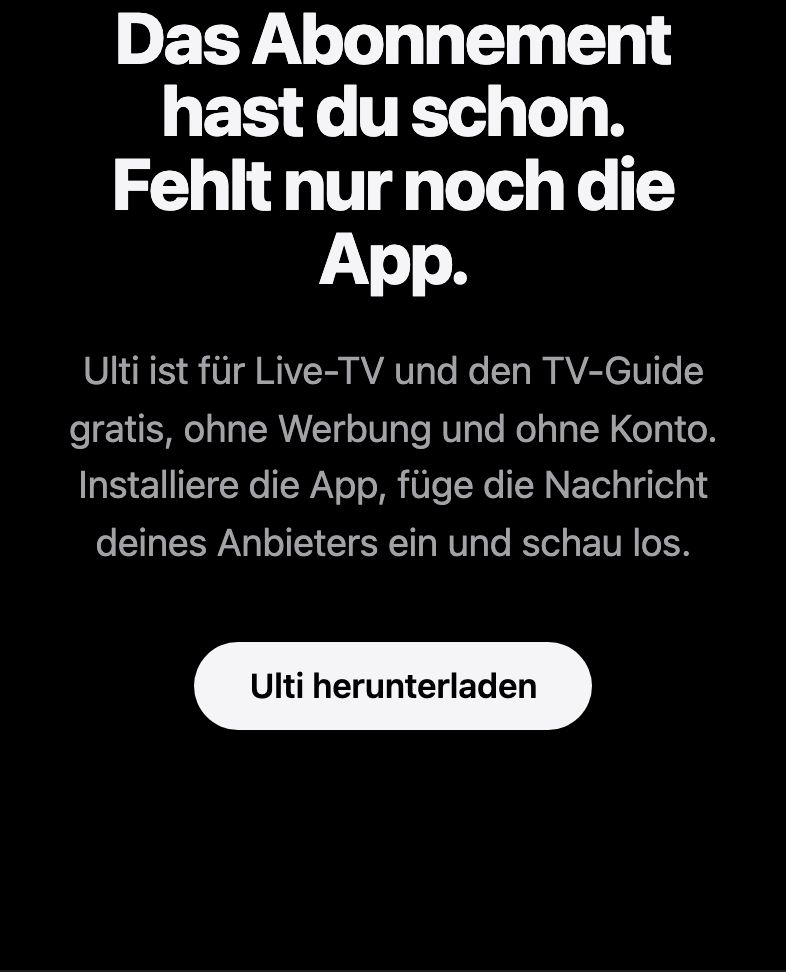 Das Abonnement
hast du schon.
Fehlt nur noch die
App.
Ulti ist für Live-TV und den TV-Guide
gratis, ohne Werbung und ohne Konto.
Installiere die App, füge die Nachricht
deines Anbieters ein und schau los.
Ulti herunterladen